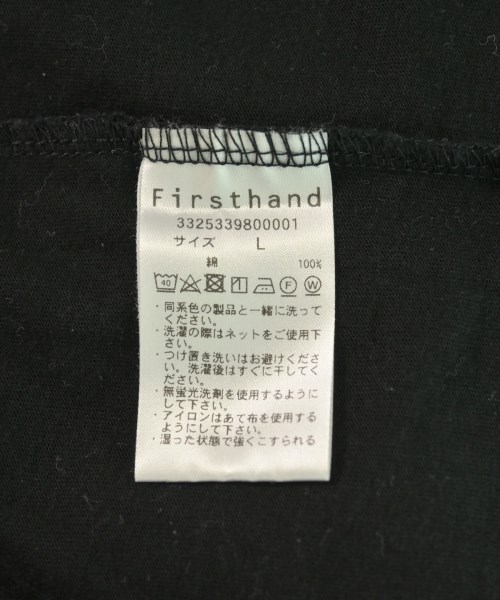 Firsthand
3325339800001
サイズ L
綿 100%
40 F W
・同系色の製品と一緒に洗って
ください。
・洗濯の際はネットをご使用下
さい。
・つけ置き洗いはお避けくださ
い。洗濯後はすぐに干してくだ
さい。
・無蛍光洗剤を使用するように
して下さい。
・アイロンはあて布を使用する
ようにして下さい。
・湿った状態で強くこすられる